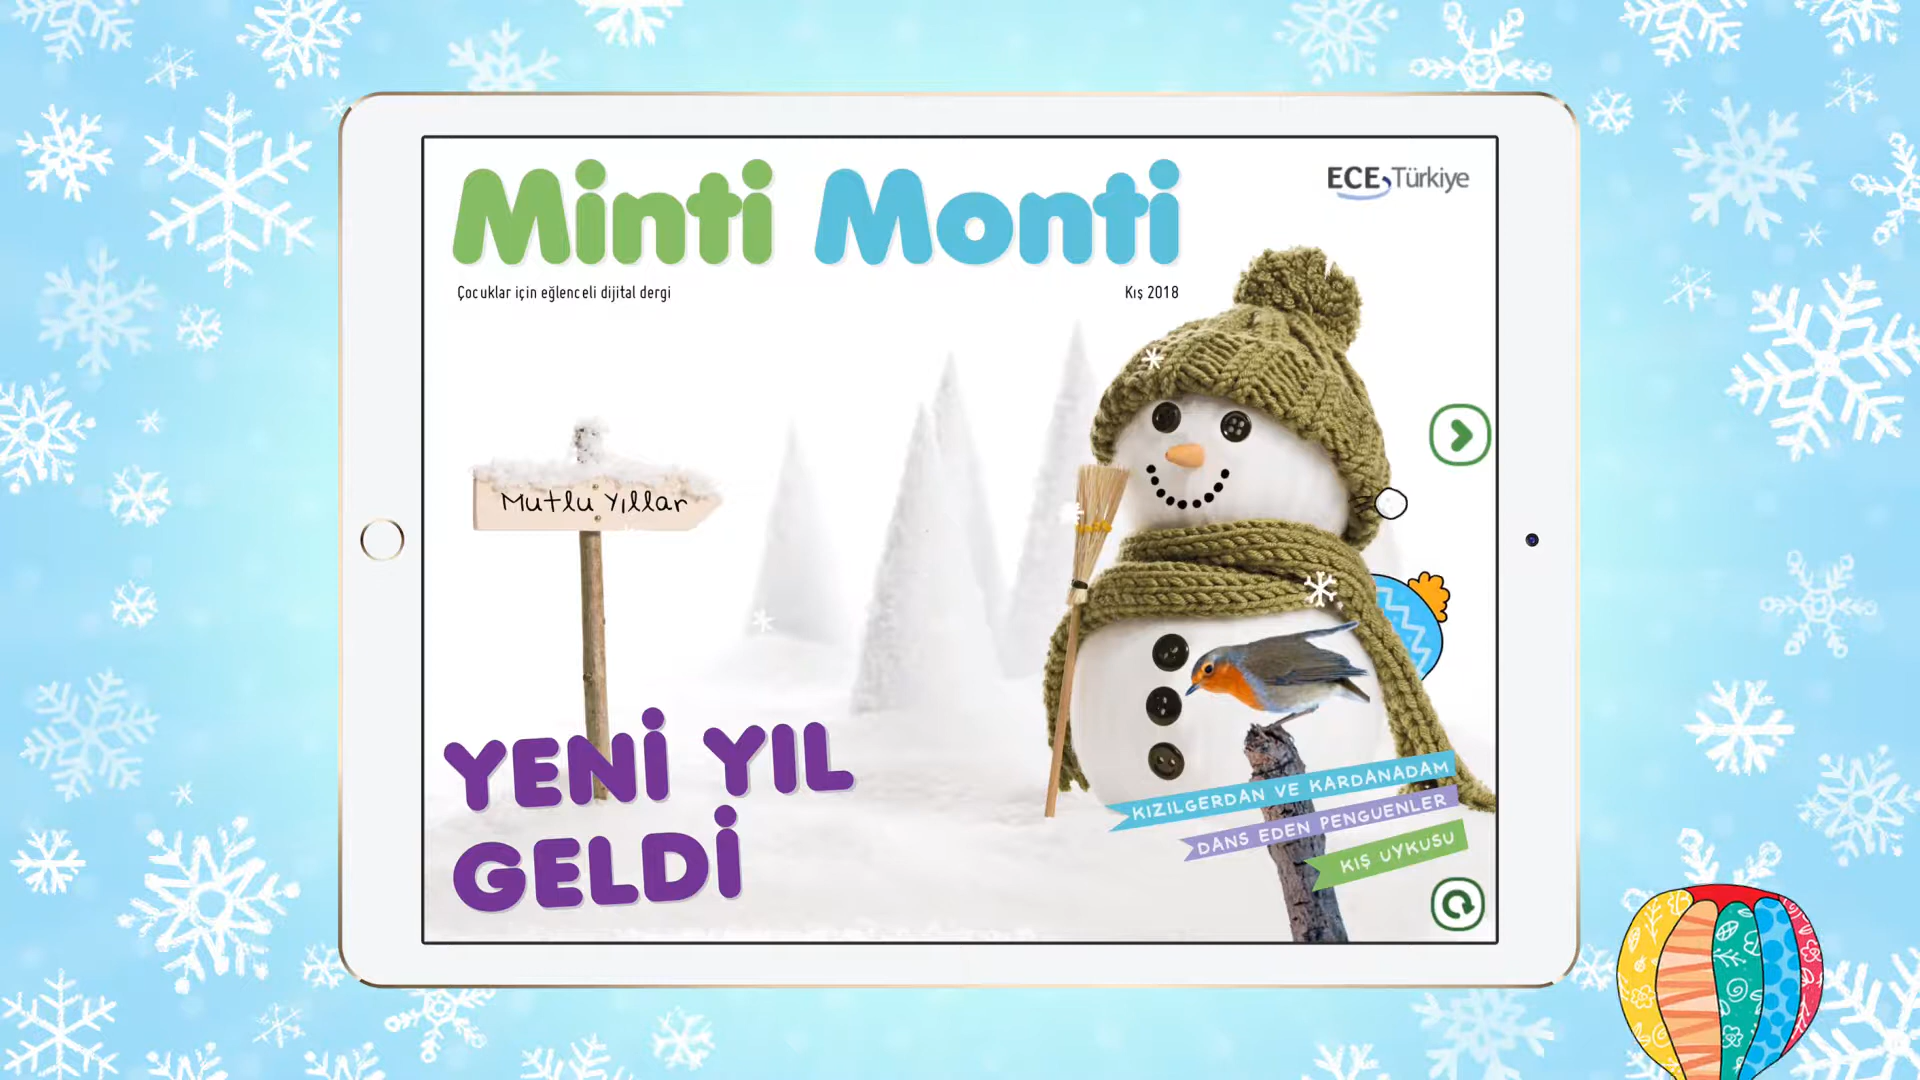 Minti Monti
ECE Türkiye
Çocuklar için eğlenceli dijital dergi
Kış 2018
Mutlu Yıllar
YENİ YIL
GELDİ
KIZILGERDAN VE KARDANADAM
DANS EDEN PENGUENLER
KIŞ UYKUSU